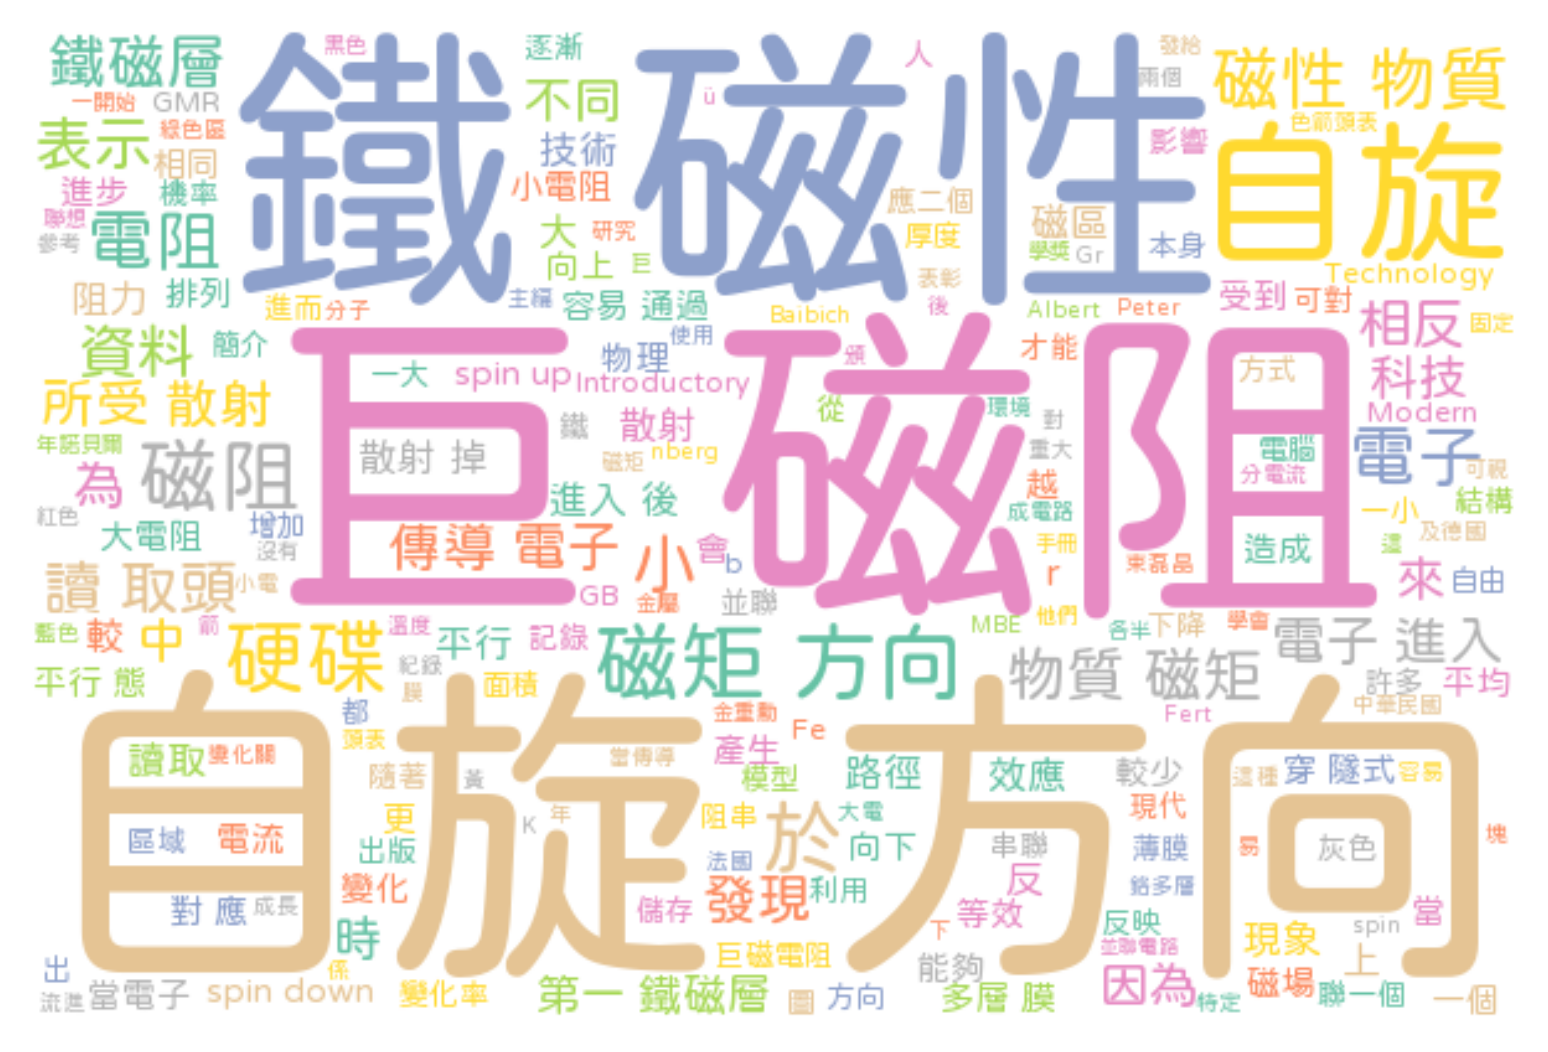 鐵磁層
黑色
逐漸
人
發給
一開始 GMR
鐵 磁性
不同
ü
兩個
磁性 物質
表示
綠色區
技術
影響
色箭頭表
相同
自旋
進步
機率
小電阻
應二個
磁區
聯想
電阻
大
研究
厚度
學獎
Gr
本身
參考
向上
巨
表彰
Technology
阻力
排列
進而
分子
主編
容易 通過
Baibich
後
Albert
Peter
受到
可對
資料
簡介
巨 磁阻
物理
使用
頒
才能
相反
固定
一大
spin up
Introductory
方式
科技
所受 散射
從
環境
對
Modern
年諾貝爾
散射
鐵
磁阻
散射 掉
磁矩
nberg
重大
電腦
電子
為
分電流
可視
越
紅色
增加
進入 後
成電路
一小
結構
大電阻
沒有
傳導 電子
小
會
b
手冊
造成
這
及德國
讀 取頭
小電
r
東磊晶
來
自由
GB
金屬
並聯
他們
藍色
較
中
箭
硬碟
溫度
平行
記錄
磁矩 方向
MBE
各半
下降
學會
電子 進入
平行 態
紀錄
膜
面積
物質 磁矩
許多
平均
都
金重勳
Fe
Fert
中華民國
自旋 方向
讀取
變化關
頭表
當傳導
產生
隨著
黃
模型
路徑
效應
較少
這種
穿 隧式
容易
更
K
年
阻串
於
大電
現代
區域
電流
出版
法國
向下
串聯
薄膜
易
灰色
塊
對 應
成長
變化
儲存
發現
利用
反
鉻多層
時
等效
下
反映
spin
當
出
係
巨磁電阻
並聯電路
現象
上
流進
當電子
spin down
變化率
第一 鐵磁層
圖
方向
能夠
多層 膜
因為
特定
磁場
聯一個
一個